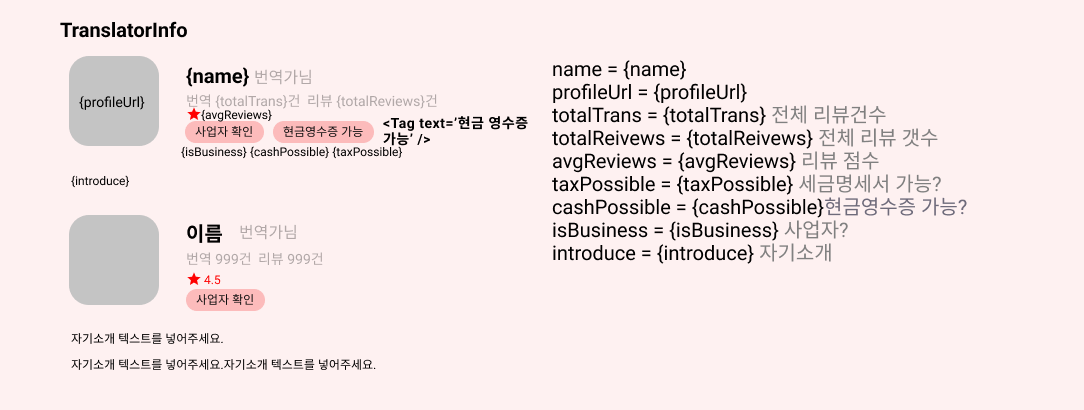 TranslatorInfo
{profileUrl}
{name} 번역가님
번역 {totalTrans}건 리뷰 {totalReviews}건
★{avgReviews}
사업자 확인
현금영수증 가능
<Tag text=‘현금 영수증
가능’ />
{isBusiness} {cashPossible} {taxPossible}
{introduce}
이름 번역가님
번역 999건 리뷰 999건
★ 4.5
사업자 확인
자기소개 텍스트를 넣어주세요.
자기소개 텍스트를 넣어주세요.자기소개 텍스트를 넣어주세요.
name = {name}
profileUrl = {profileUrl}
totalTrans = {totalTrans} 전체 리뷰건수
totalReivews = {totalReivews} 전체 리뷰 갯수
avgReviews = {avgReviews} 리뷰 점수
taxPossible = {taxPossible} 세금명세서 가능?
cashPossible = {cashPossible}현금영수증 가능?
isBusiness = {isBusiness} 사업자?
introduce = {introduce} 자기소개